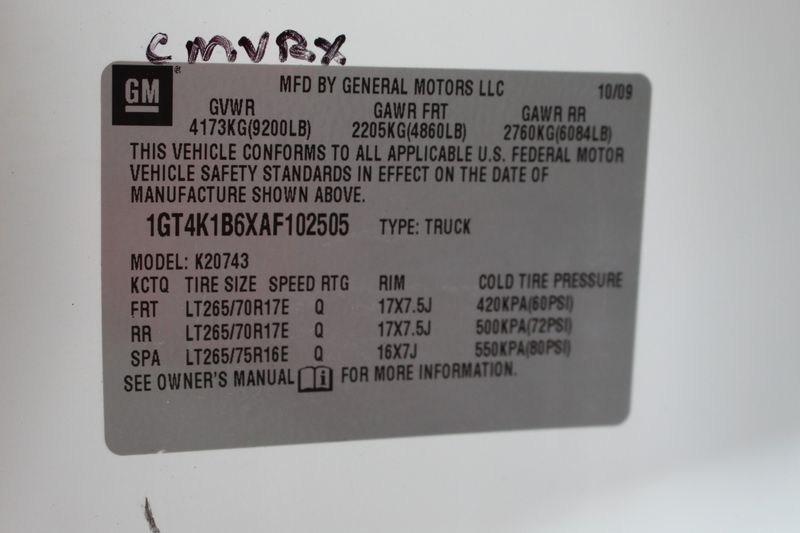 CMVRX
GM
MFD BY GENERAL MOTORS LLC 10/09
GVWR GAWR FRT GAWR RR
4173KG(9200LB) 2205KG(4860LB) 2760KG(6084LB)
THIS VEHICLE CONFORMS TO ALL APPLICABLE U.S. FEDERAL MOTOR
VEHICLE SAFETY STANDARDS IN EFFECT ON THE DATE OF
MANUFACTURE SHOWN ABOVE.
1GT4K1B6XAF102505 TYPE: TRUCK
MODEL: K20743
KCTQ TIRE SIZE SPEED RTG RIM COLD TIRE PRESSURE
FRT LT265/70R17E Q 17X7.5J 420KPA(60PSI)
RR LT265/70R17E Q 17X7.5J 500KPA(72PSI)
SPA LT265/75R16E Q 16X7J 550KPA(80PSI)
SEE OWNER'S MANUAL i FOR MORE INFORMATION.